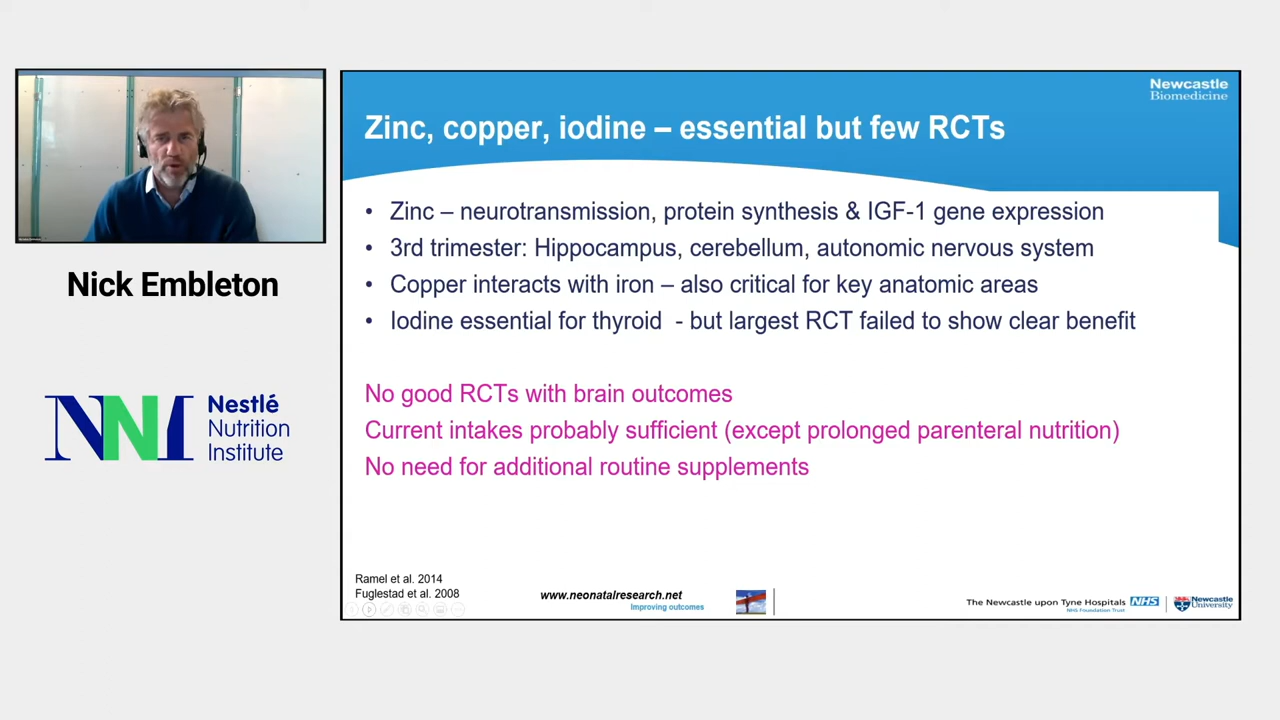 Newcastle
Biomedicine
Zinc, copper, iodine – essential but few RCTs
• Zinc – neurotransmission, protein synthesis & IGF-1 gene expression
• 3rd trimester: Hippocampus, cerebellum, autonomic nervous system
• Copper interacts with iron – also critical for key anatomic areas
• Iodine essential for thyroid - but largest RCT failed to show clear benefit
Nick Embleton
NNI Nestlé
Nutrition
Institute
No good RCTs with brain outcomes
Current intakes probably sufficient (except prolonged parenteral nutrition)
No need for additional routine supplements
Ramel et al. 2014
Fuglestad et al. 2008
www.neonatalresearch.net
Improving outcomes
The Newcastle upon Tyne Hospitals NHS
NHS Foundation Trust
Newcastle
University